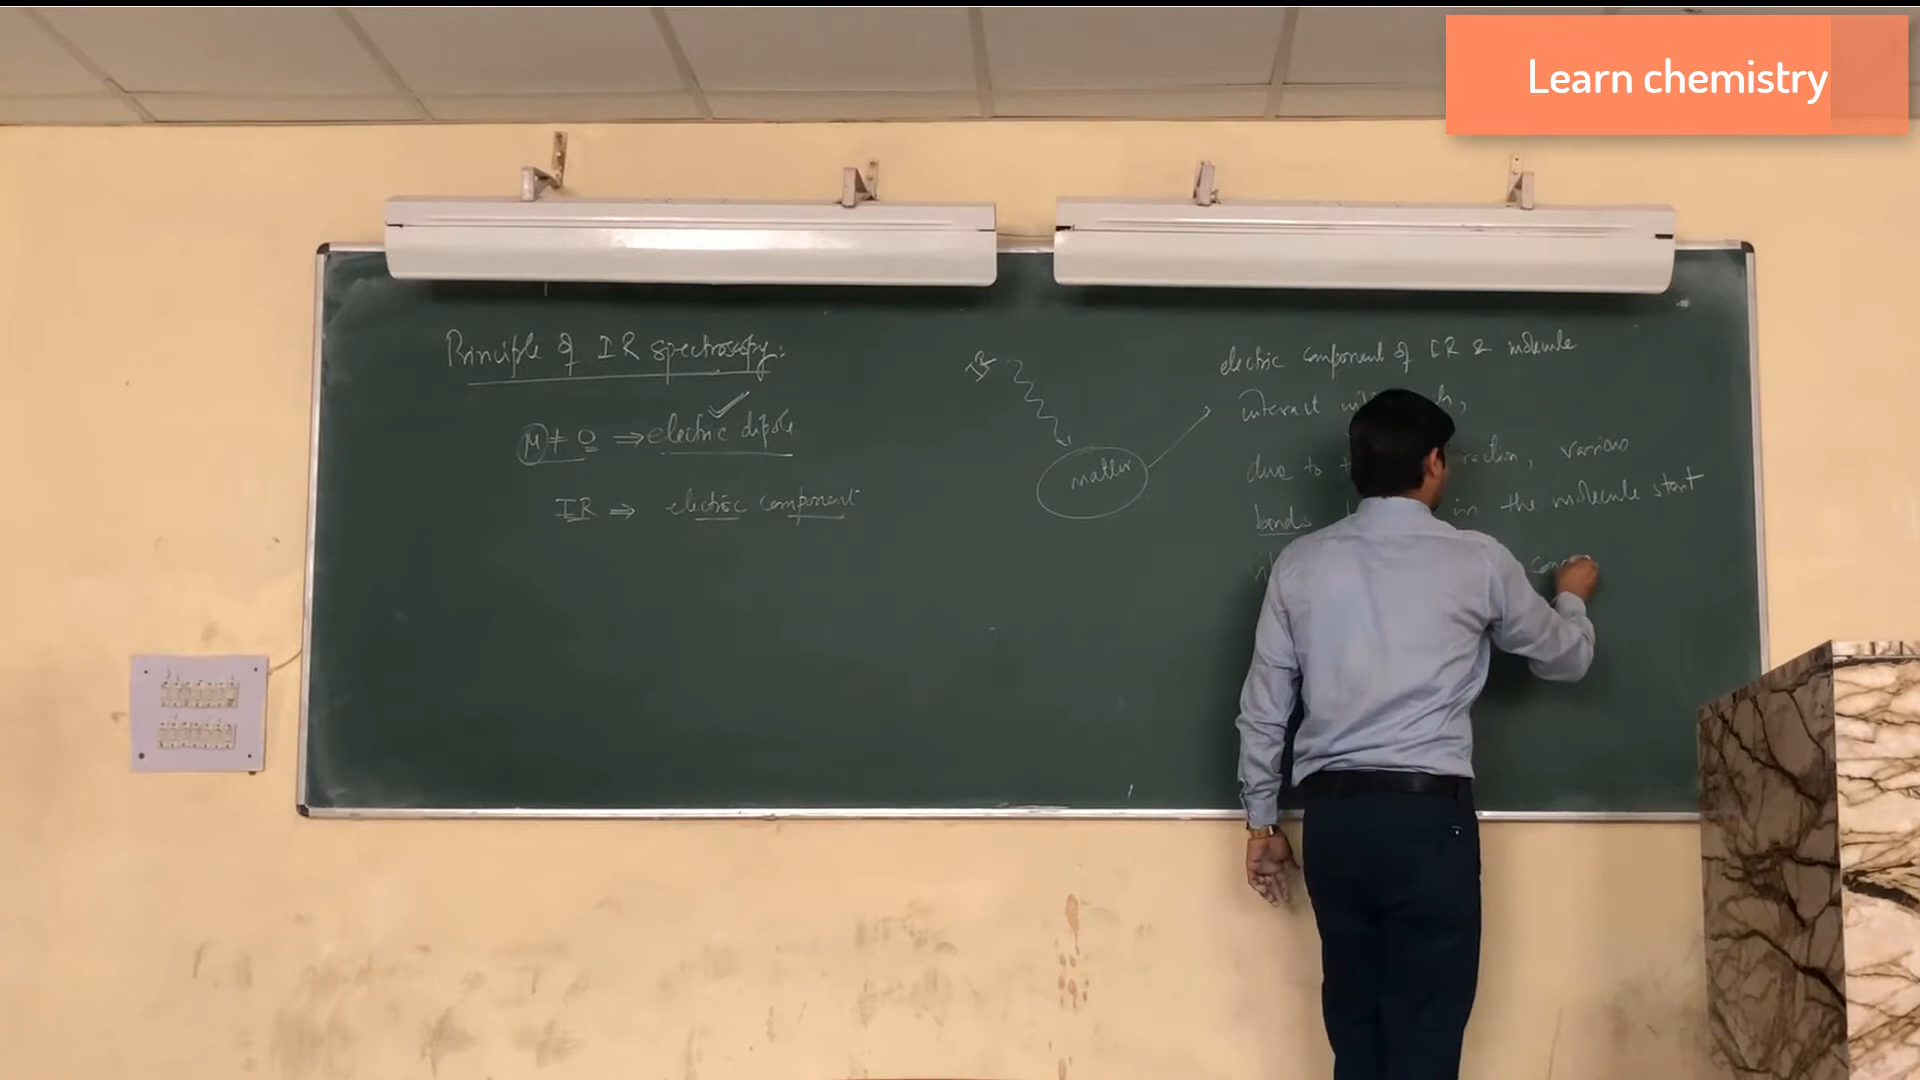 Learn chemistry
Principle of IR spectroscopy:
μ ≠ 0 ⇒ electric dipole
IR ⇒ electric component
IR
matter
electric component of IR & molecule
interact
due to various
bonds in the molecule start